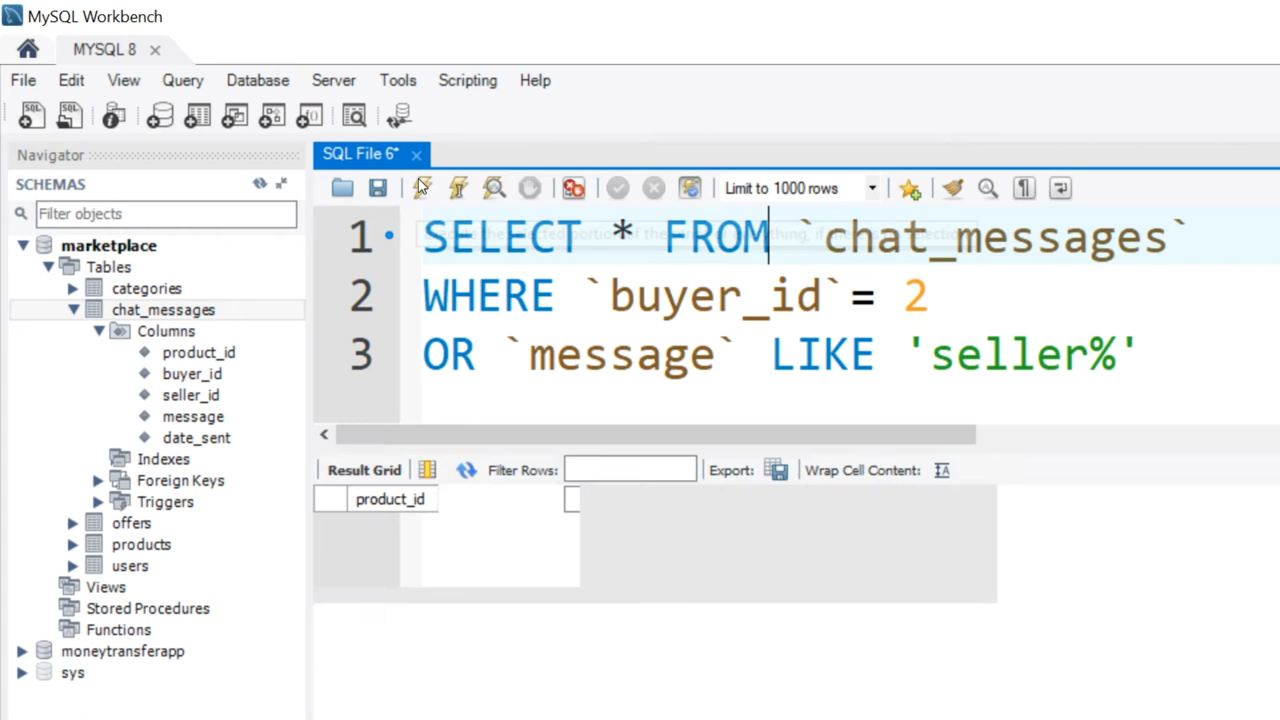 MySQL Workbench
MYSQL 8
File Edit View Query Database Server Tools Scripting Help
Navigator
SCHEMAS
Filter objects
marketplace
Tables
categories
chat_messages
Columns
product_id
buyer_id
seller_id
message
date_sent
Indexes
Foreign Keys
Triggers
offers
products
users
Views
Stored Procedures
Functions
moneytransferapp
sys
SQL File 6*
Limit to 1000 rows
1 SELECT * FROM `chat_messages`
2 WHERE `buyer_id`= 2
3 OR `message` LIKE 'seller%'
Result Grid Filter Rows: Export: Wrap Cell Content:
product_id